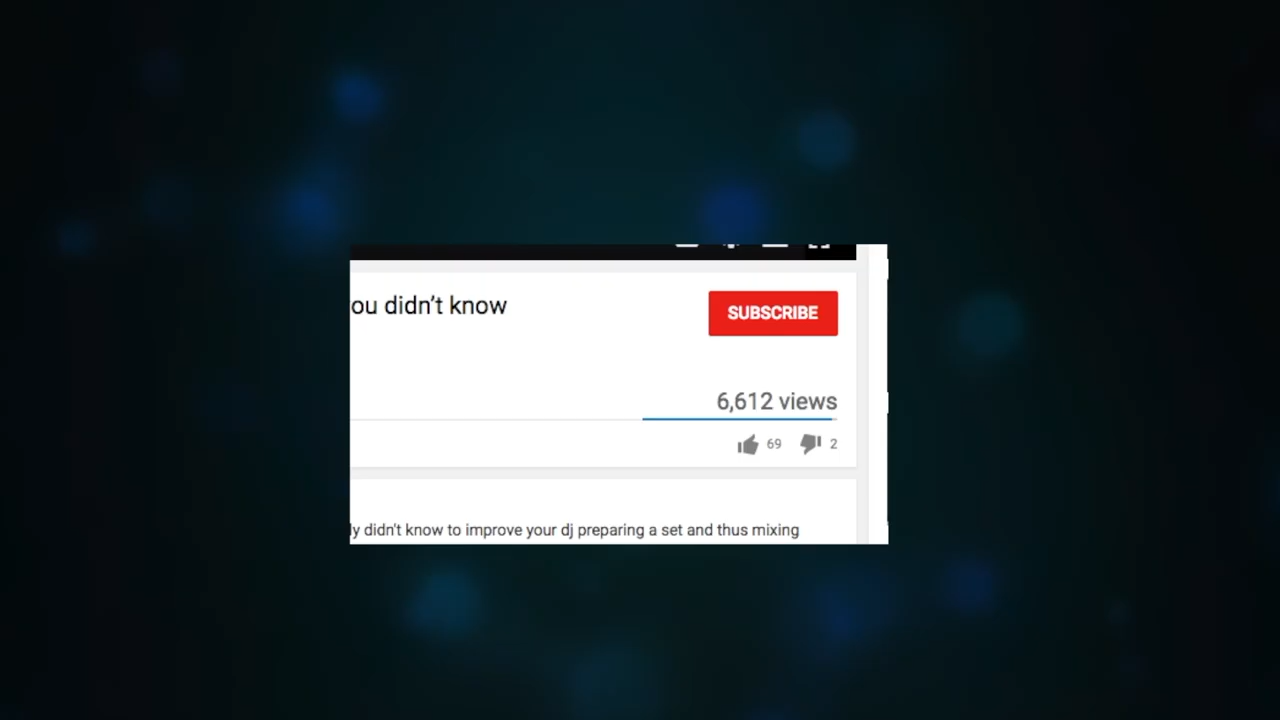 ou didn't know
SUBSCRIBE
6,612 views
69 2
ly didn't know to improve your dj preparing a set and thus mixing